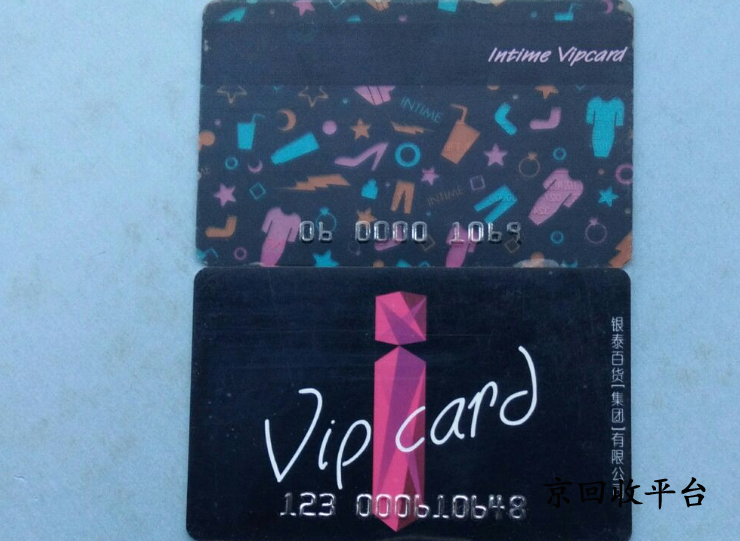 Intime Vipcard
INTIME
INTIME
06 0000 1069
Vip card
银泰百货[集团]有限公
123 000610648
京回收平台